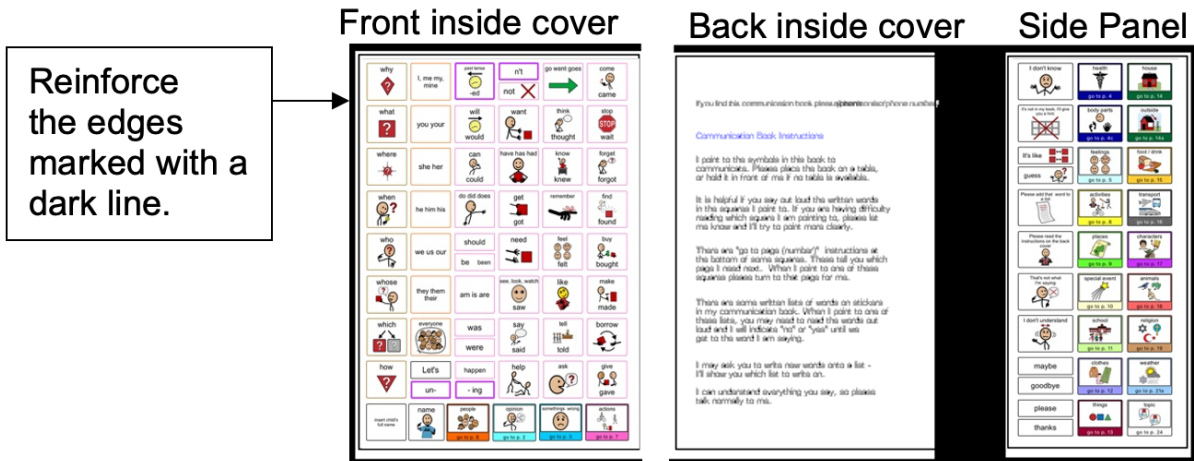 Front inside cover
Back inside cover
Side Panel
Reinforce
the edges
marked with a
dark line.
why
I, me my,
mine
past tense
-ed
n't
not
go want goes
come
came
what
you your
will
would
want
think
thought
stop
STOP
wait
where
she her
can
could
have has had
know
knew
forget
forgot
when
he him his
do did does
get
got
remember
find
found
who
we us our
should
be been
need
feel
felt
buy
bought
whose
they them
their
am is are
see, look, watch
saw
like
make
made
which
everyone
was
were
say
said
tell
told
borrow
how
Let's
un-
happen
- ing
help
ask
give
gave
insert child's
full name
name
people
go to p. 6
opinion
go to p. 2
somethings wrong
go to p. 3
actions
go to p. 7
If you find this communication book please
Communication Book Instructions
I point to the symbols in this book to
communicate. Please place this book on a table,
or hold it in front of me if no table is available.
It is helpful if you say out loud the written words
in the squares I point to. If you are having difficulty
reading which square I am pointing to, please let
me know and I'll try to point more clearly.
There are "go to page (number)" instructions at
the bottom of some squares. These tell you which
page I need next. When I point to one of these
squares please turn to that page for me.
There are some written lists of words on stickers
in my communication book. When I point to one of
these lists, you may need to read the words out
loud and I will indicate "no" or "yes" until we
get to the word I am saying.
I may ask you to write new words onto a list -
I'll show you which list to write on.
I can understand everything you say, so please
talk normally to me.
I don't know
health
go to p. 4
house
go to p. 14
It's not in my book, I'll give
you a hint
body parts
go to p. 4c
outside
go to p. 14a
It's like
guess
feelings
go to p. 5
food / drink
go to p. 15
Please add that word to
a list
activities
go to p. 8
transport
go to p. 16
Please read the
instructions on the back
cover
places
go to p. 9
characters
go to p. 17
That's not what
I'm saying
special event
go to p. 10
animals
go to p. 18
I don't understand
school
go to p. 11
religion
go to p. 19
maybe
goodbye
clothes
go to p. 12
weather
go to p. 21a
please
thanks
things
go to p. 13
topic
go to p. 24